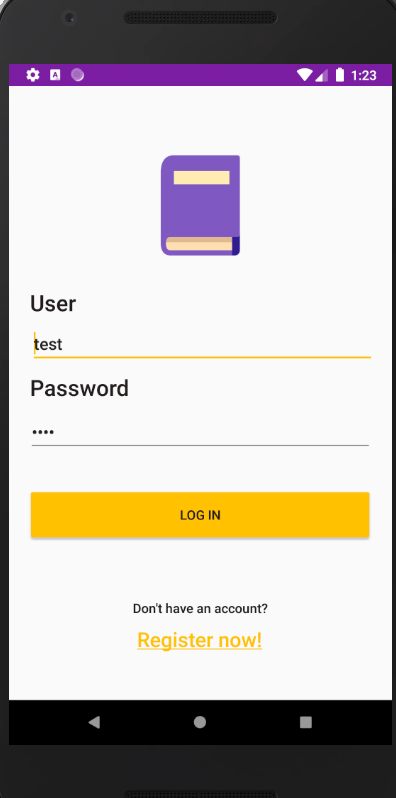 A
1:23
User
test
Password
••••
LOG IN
Don't have an account?
Register now!